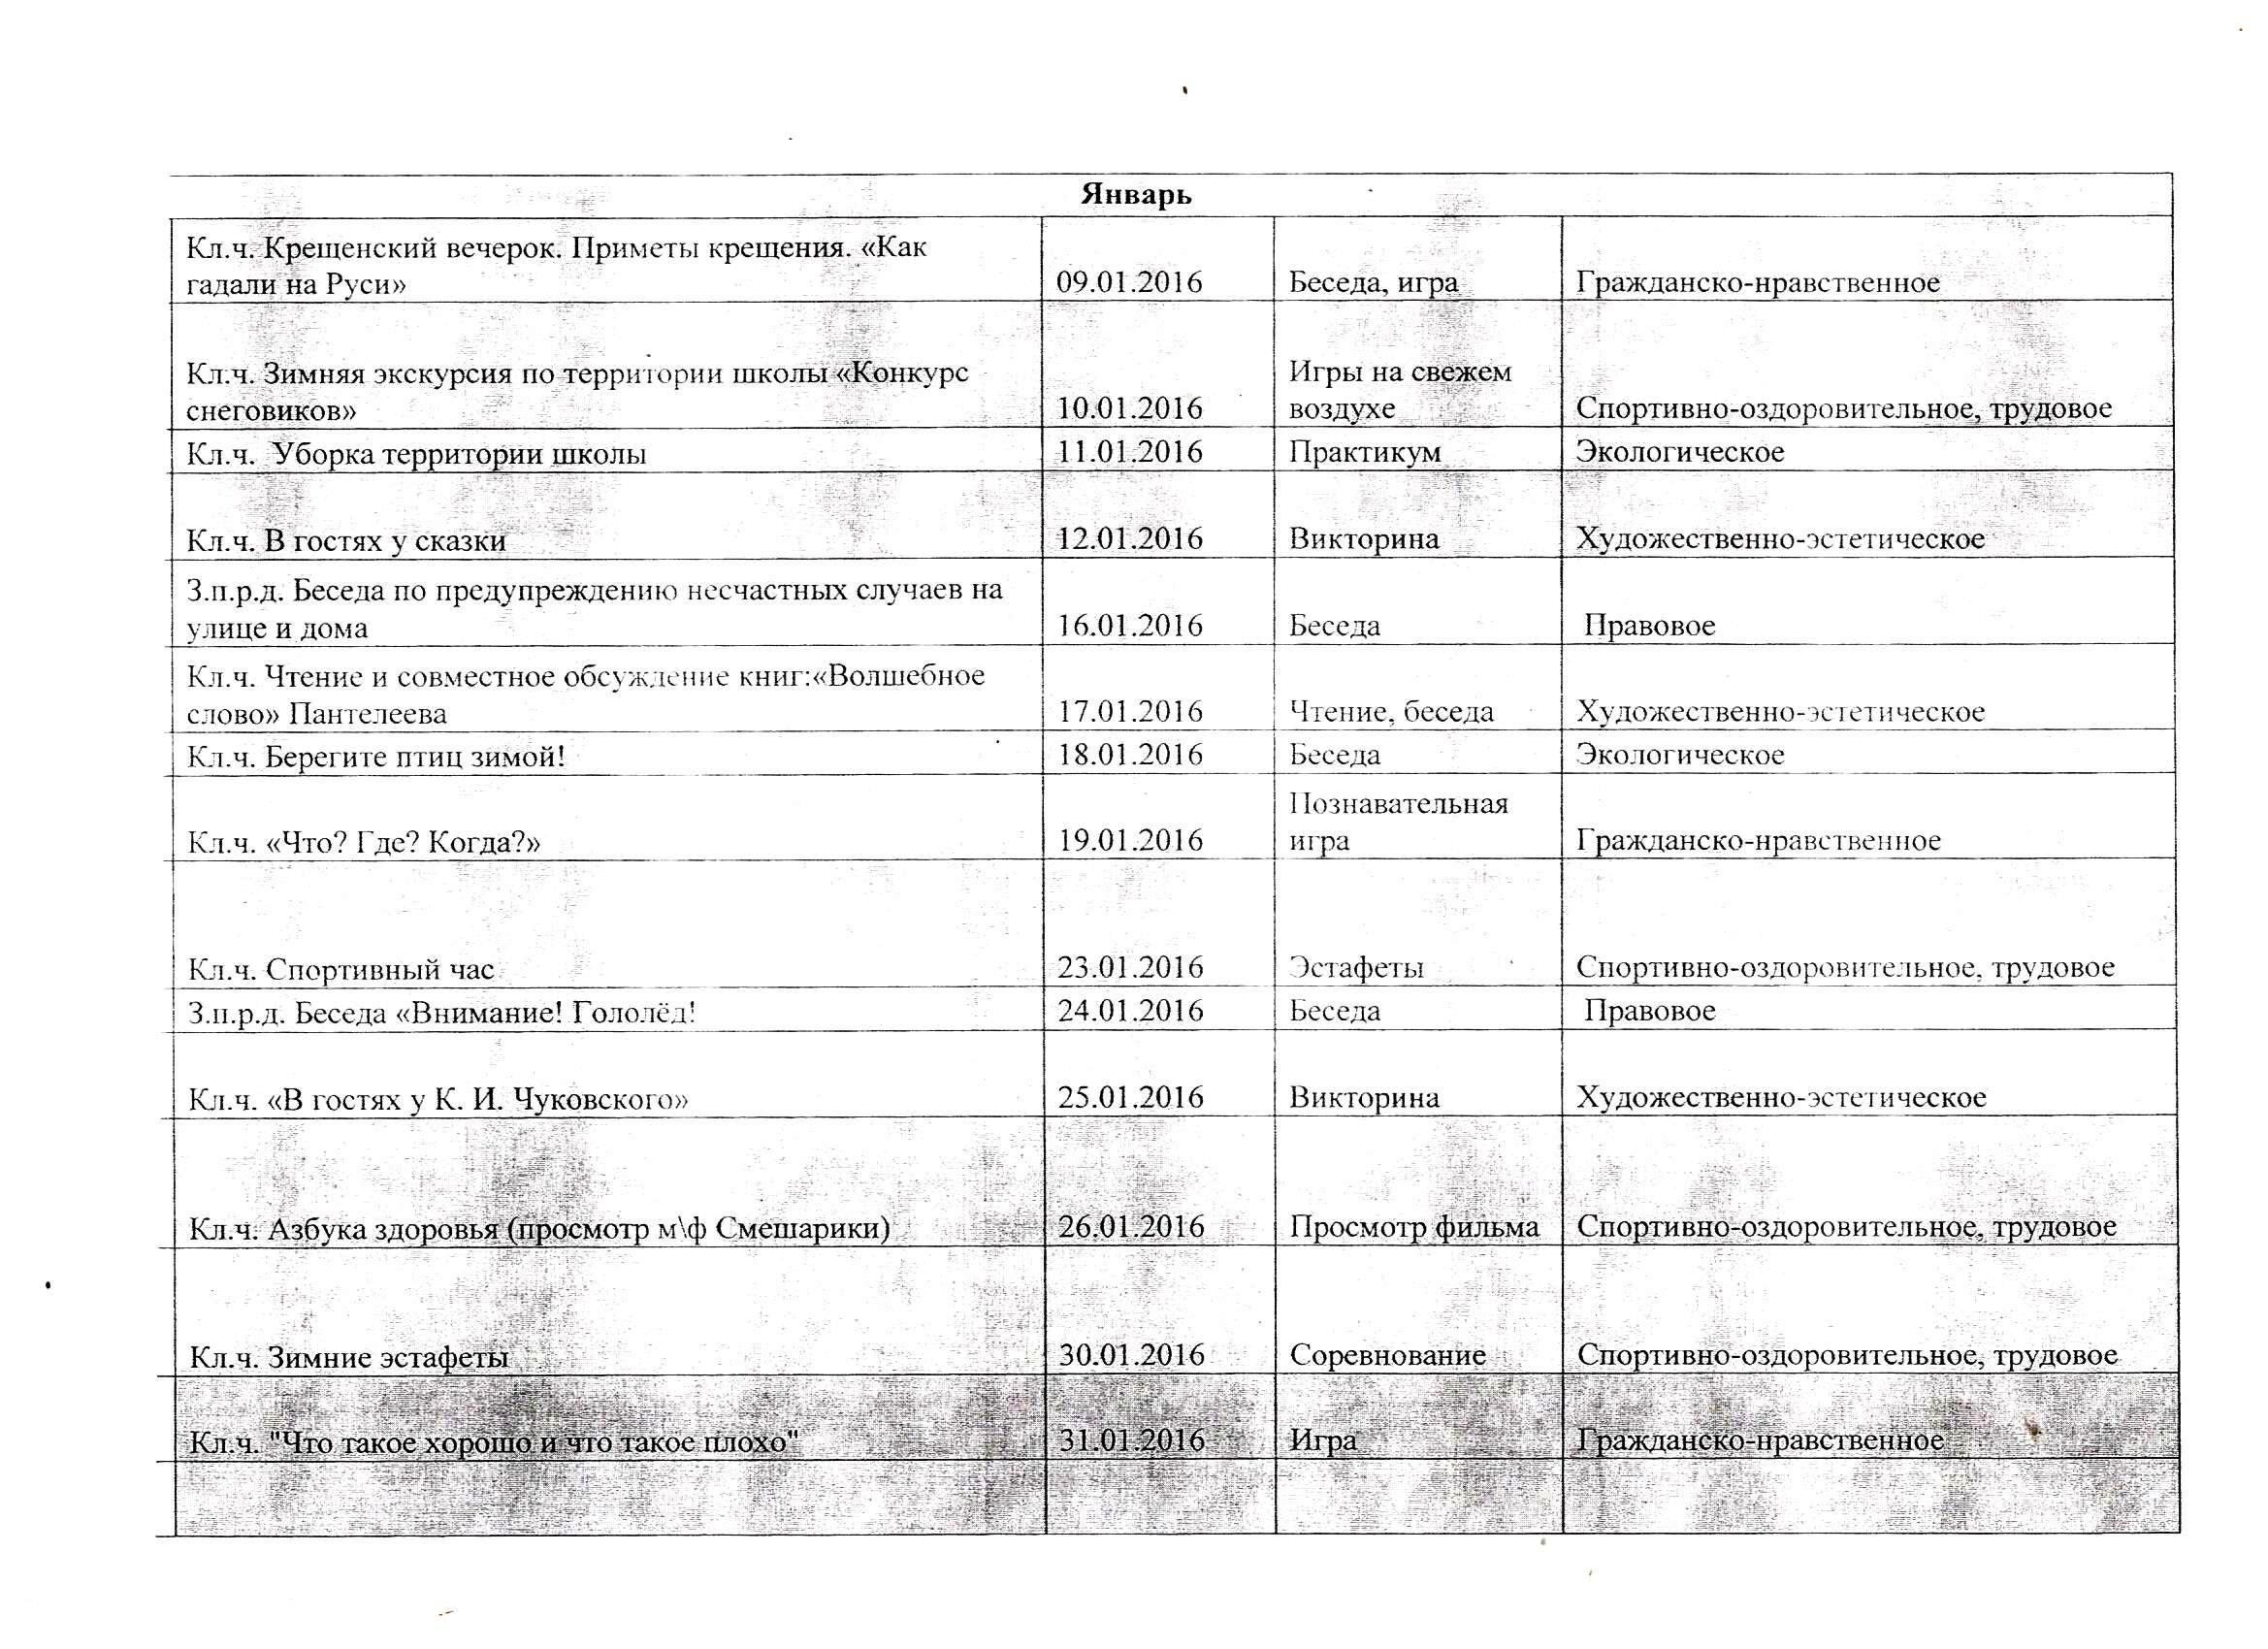 Январь
Кл.ч. Крещенский вечерок. Приметы крещения. «Как
гадали на Руси»
09.01.2016
Беседа, игра
Гражданско-нравственное
Кл.ч. Зимняя экскурсия по территории школы «Конкурс
снеговиков»
10.01.2016
Игры на свежем
воздухе
Спортивно-оздоровительное, трудовое
Кл.ч. Уборка территории школы
11.01.2016
Практикум
Экологическое
Кл.ч. В гостях у сказки
12.01.2016
Викторина
Художественно-эстетическое
З.п.р.д. Беседа по предупреждению несчастных случаев на
улице и дома
16.01.2016
Беседа
Правовое
Кл.ч. Чтение и совместное обсуждение книг:«Волшебное
слово» Пантелеева
17.01.2016
Чтение, беседа
Художественно-эстетическое
Кл.ч. Берегите птиц зимой!
18.01.2016
Беседа
Экологическое
Кл.ч. «Что? Где? Когда?»
19.01.2016
Познавательная
игра
Гражданско-нравственное
Кл.ч. Спортивный час
23.01.2016
Эстафеты
Спортивно-оздоровительное, трудовое
З.п.р.д. Беседа «Внимание! Гололёд!
24.01.2016
Беседа
Правовое
Кл.ч. «В гостях у К. И. Чуковского»
25.01.2016
Викторина
Художественно-эстетическое
Кл.ч. Азбука здоровья (просмотр м\ф Смешарики)
26.01.2016
Просмотр фильма
Спортивно-оздоровительное, трудовое
Кл.ч. Зимние эстафеты
30.01.2016
Соревнование
Спортивно-оздоровительное, трудовое
Кл.ч. "Что такое хорошо и что такое плохо"
31.01.2016
Игра
Гражданско-нравственное